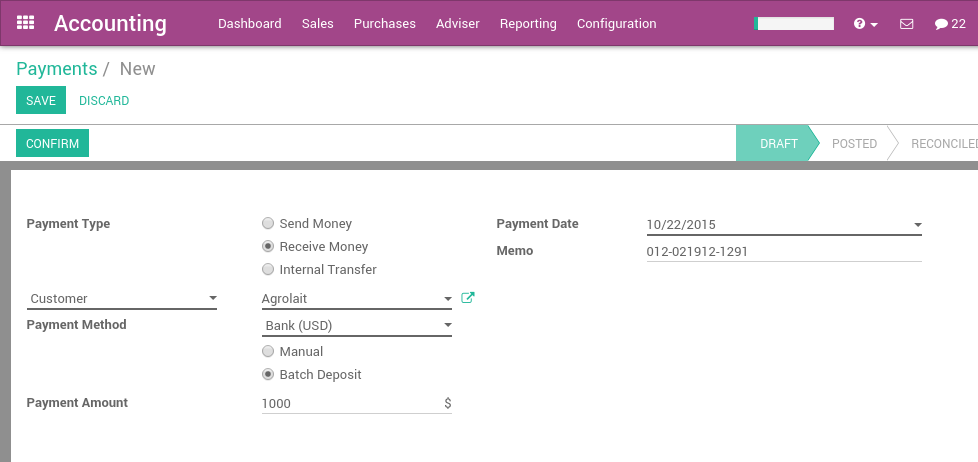 Accounting Dashboard Sales Purchases Adviser Reporting Configuration 22
Payments / New
SAVE DISCARD
CONFIRM DRAFT POSTED RECONCILED
Payment Type Send Money Payment Date 10/22/2015
Receive Money Memo 012-021912-1291
Internal Transfer
Customer Agrolait
Payment Method Bank (USD)
Manual
Batch Deposit
Payment Amount 1000 $